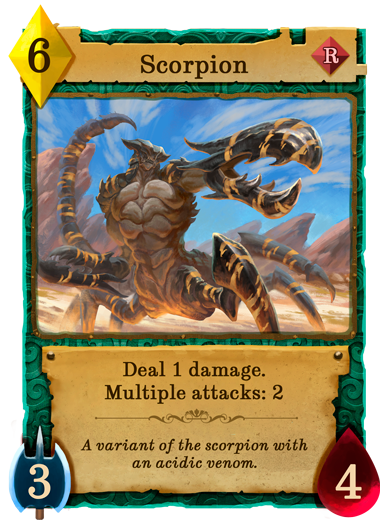 6
Scorpion
R
Deal 1 damage.
Multiple attacks: 2
A variant of the scorpion with
an acidic venom.
3
4